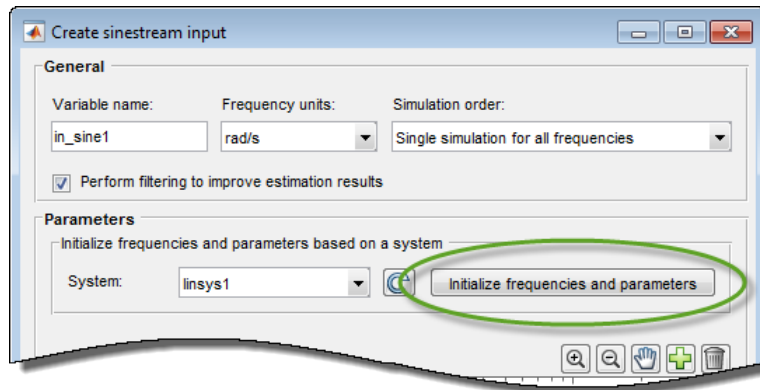 Create sinestream input
General
Variable name: Frequency units: Simulation order:
in_sine1 rad/s Single simulation for all frequencies
Perform filtering to improve estimation results
Parameters
Initialize frequencies and parameters based on a system
System: linsys1 Initialize frequencies and parameters